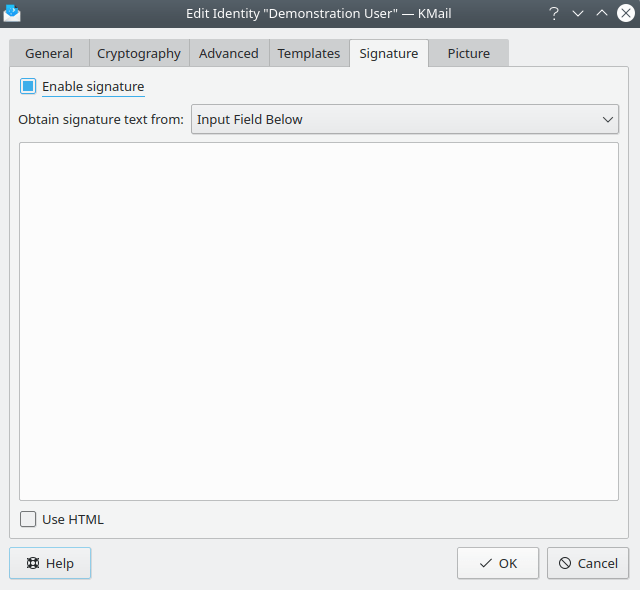 Edit Identity "Demonstration User" — KMail
General Cryptography Advanced Templates Signature Picture
Enable signature
Obtain signature text from: Input Field Below
Use HTML
Help OK Cancel